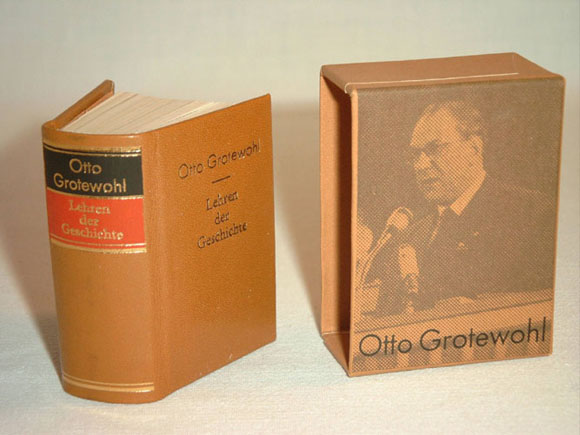 Otto
Grotewohl
Lehren
der
Geschichte
Otto Grotewohl
Lehren
der
Geschichte
Otto Grotewohl